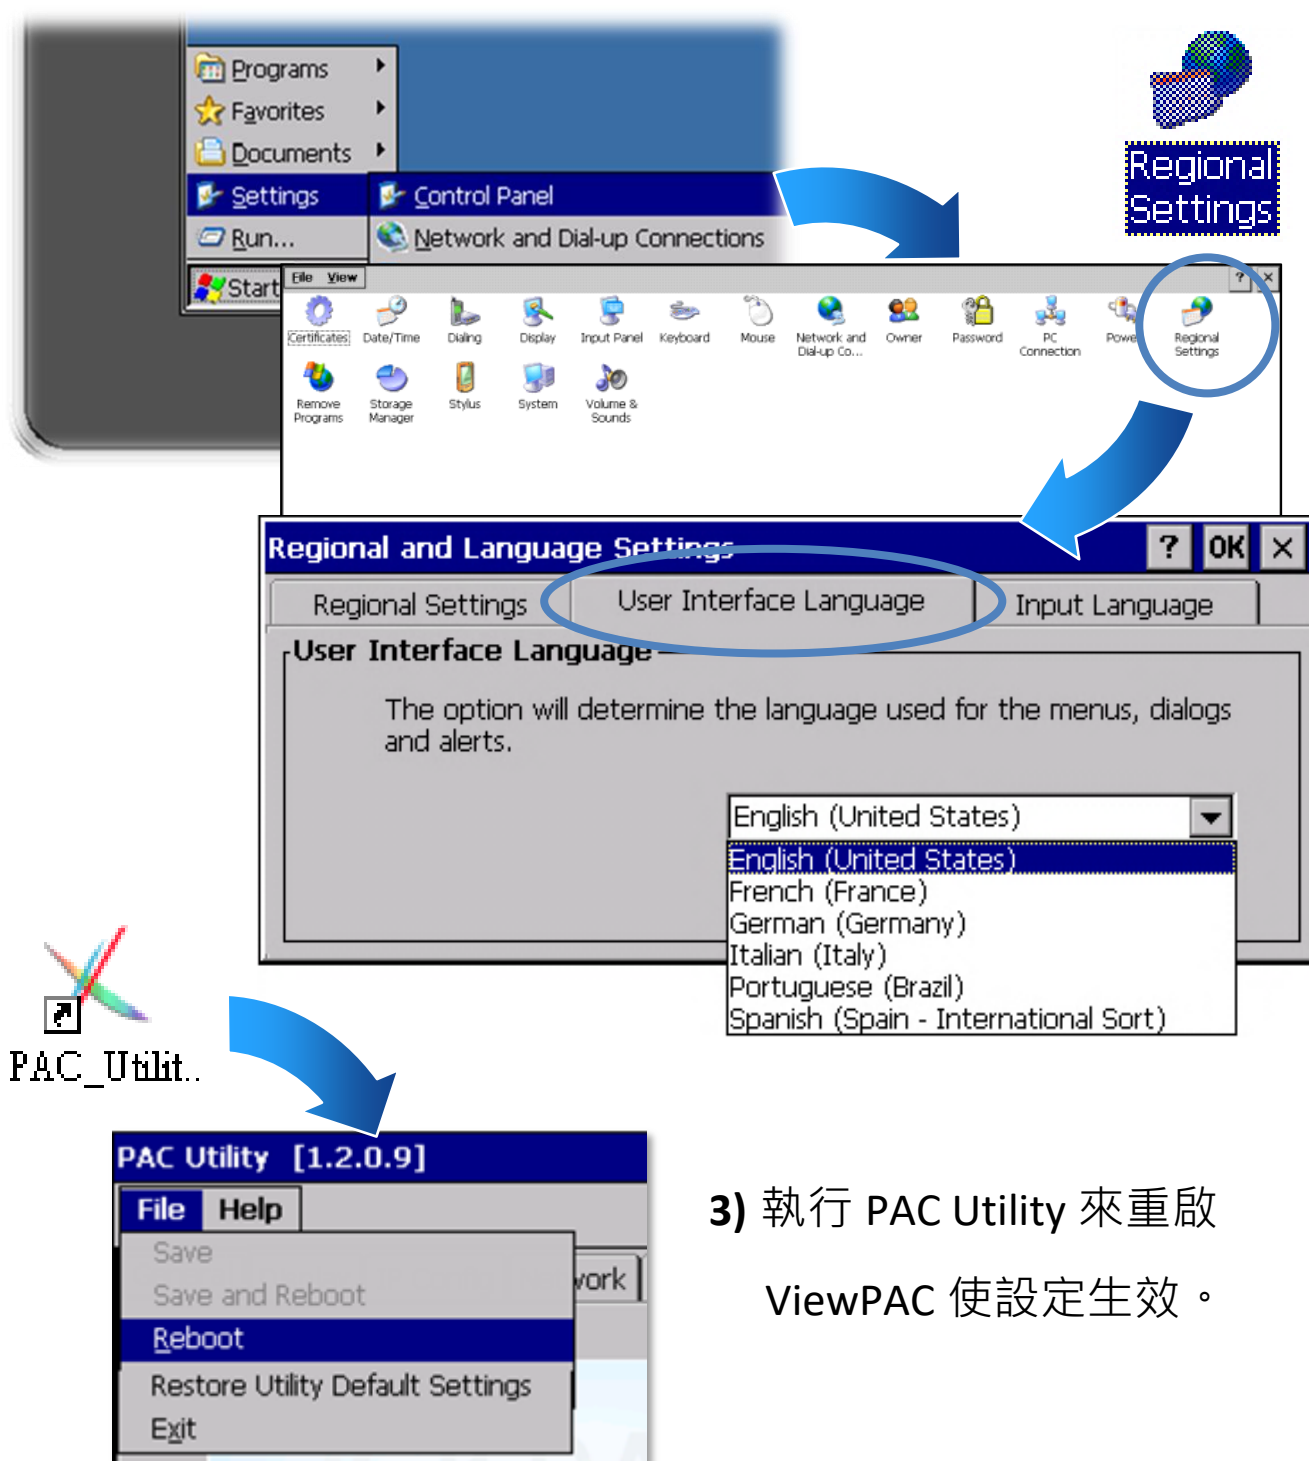 Programs
Favorites
Documents
Settings
Run...
Start
Control Panel
Network and Dial-up Connections
Regional
Settings
File View
? ×
Certificates
Date/Time
Dialing
Display
Input Panel
Keyboard
Mouse
Network and
Dial-up Co...
Owner
Password
PC
Connection
Power
Regional
Settings
Remove
Programs
Storage
Manager
Stylus
System
Volume &
Sounds
Regional and Language Settings
? OK ×
Regional Settings User Interface Language Input Language
User Interface Language
The option will determine the language used for the menus, dialogs
and alerts.
English (United States)
English (United States)
French (France)
German (Germany)
Italian (Italy)
Portuguese (Brazil)
Spanish (Spain - International Sort)
PAC_Utilit..
PAC Utility [1.2.0.9]
File Help
Save
Save and Reboot
Reboot
Restore Utility Default Settings
Exit
work
3) 執行 PAC Utility 來重啟
ViewPAC 使設定生效。